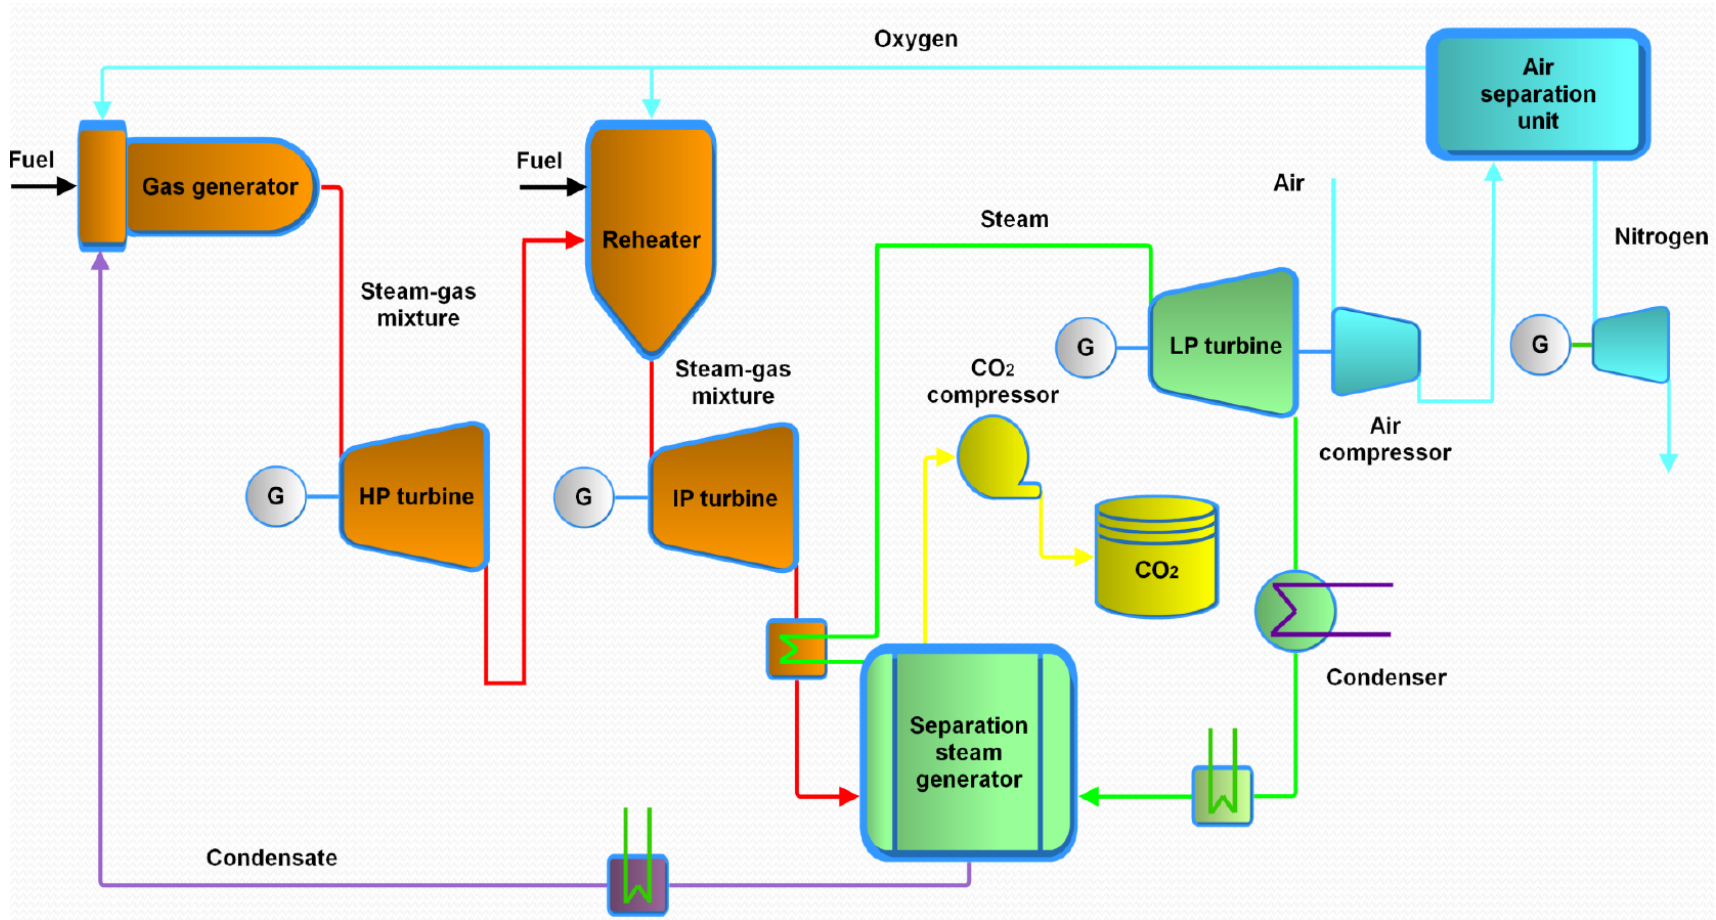 Oxygen
Air
separation
unit
Fuel
Gas generator
Fuel
Reheater
Air
Steam
Nitrogen
Steam-gas
mixture
Steam-gas
mixture
G
LP turbine
G
CO2
compressor
Air
compressor
G
HP turbine
G
IP turbine
CO2
Condenser
Separation
steam
generator
Condensate